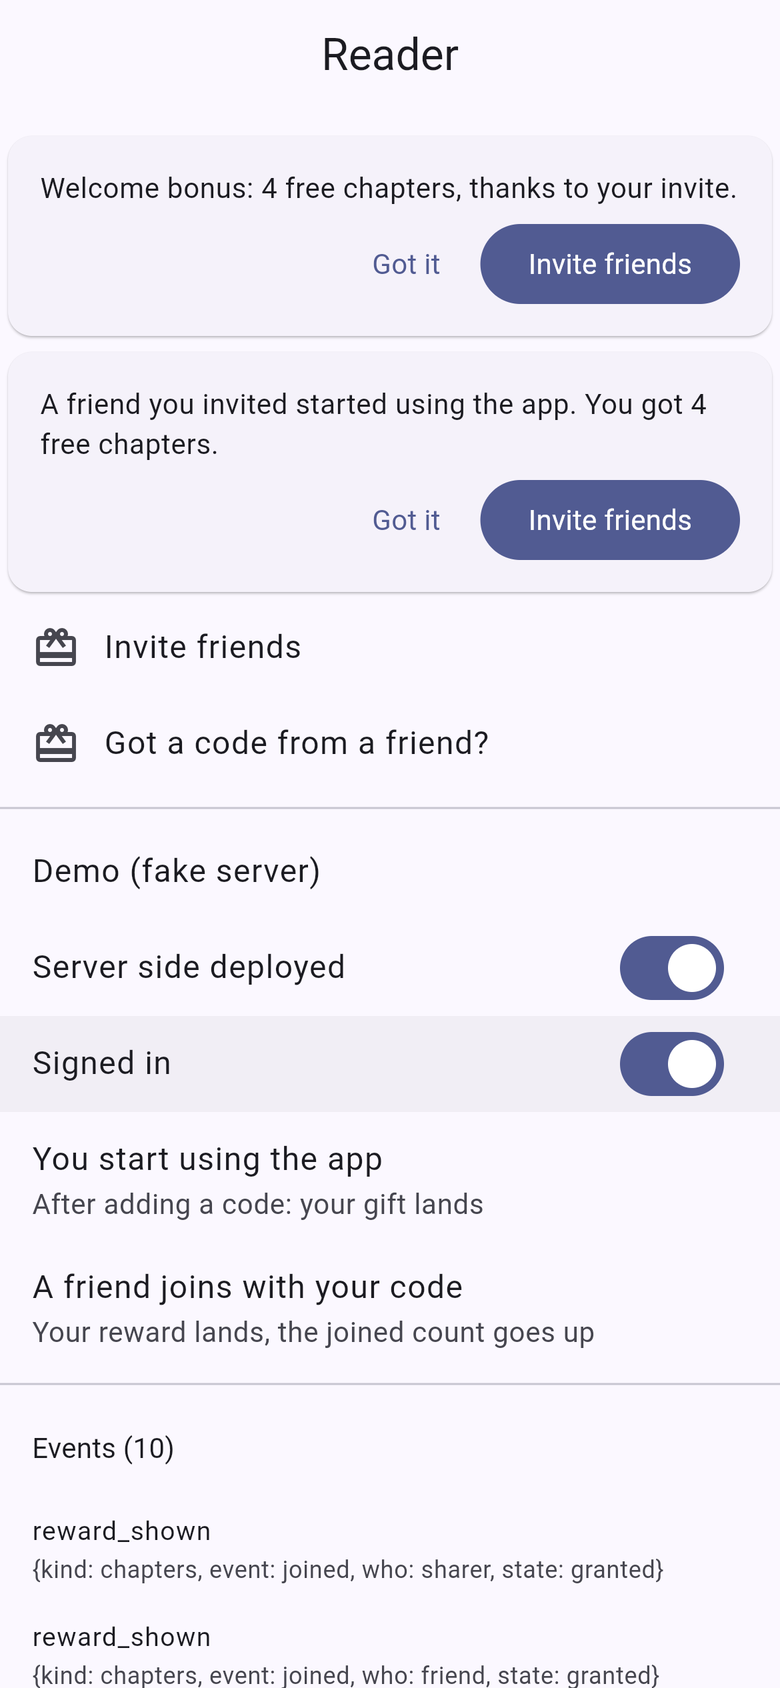 Reader
Welcome bonus: 4 free chapters, thanks to your invite.
Got it
Invite friends
A friend you invited started using the app. You got 4
free chapters.
Got it
Invite friends
Invite friends
Got a code from a friend?
Demo (fake server)
Server side deployed
Signed in
You start using the app
After adding a code: your gift lands
A friend joins with your code
Your reward lands, the joined count goes up
Events (10)
reward_shown
{kind: chapters, event: joined, who: sharer, state: granted}
reward_shown
{kind: chapters, event: joined, who: friend, state: granted}